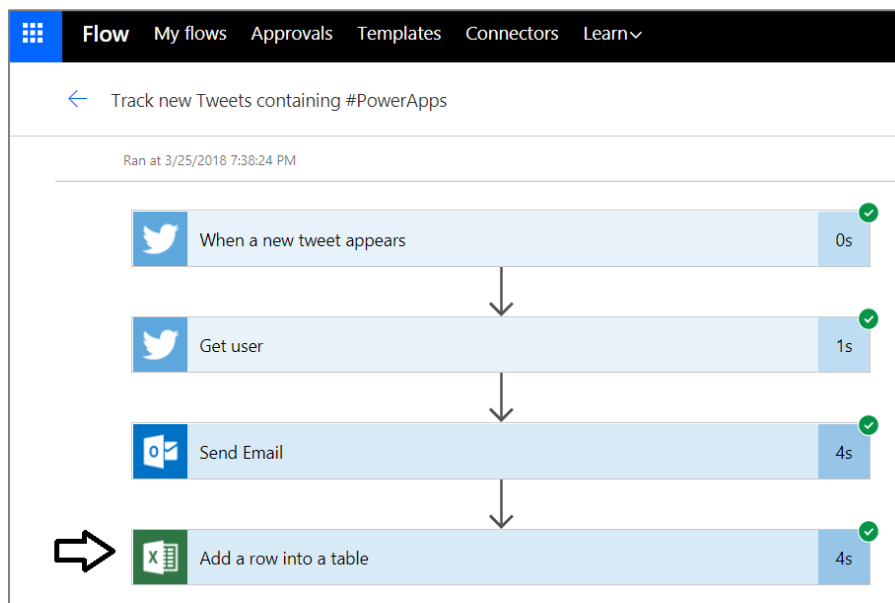 Flow My flows Approvals Templates Connectors Learn
Track new Tweets containing #PowerApps
Ran at 3/25/2018 7:38:24 PM
When a new tweet appears 0s
Get user 1s
Send Email 4s
Add a row into a table 4s